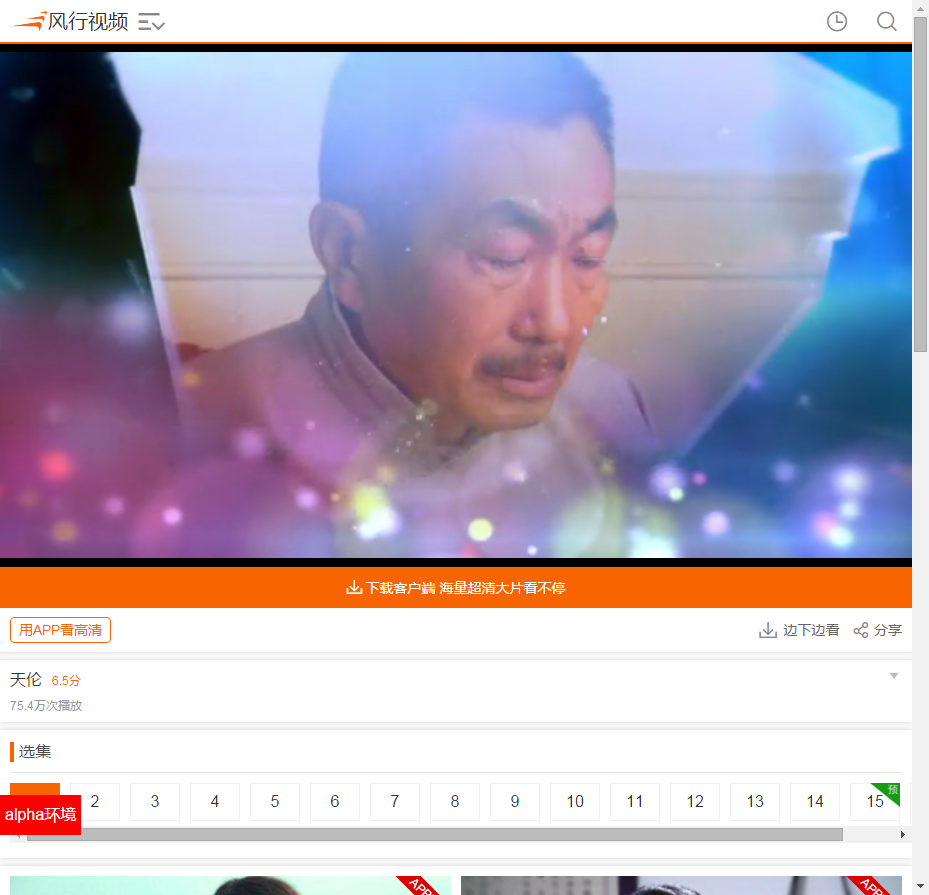 风行视频
下载客户端 海量超清大片看不停
用APP看高清 边下边看 分享
天伦 6.5分
75.4万次播放
选集
2 3 4 5 6 7 8 9 10 11 12 13 14 15 预
alpha环境
APP APP